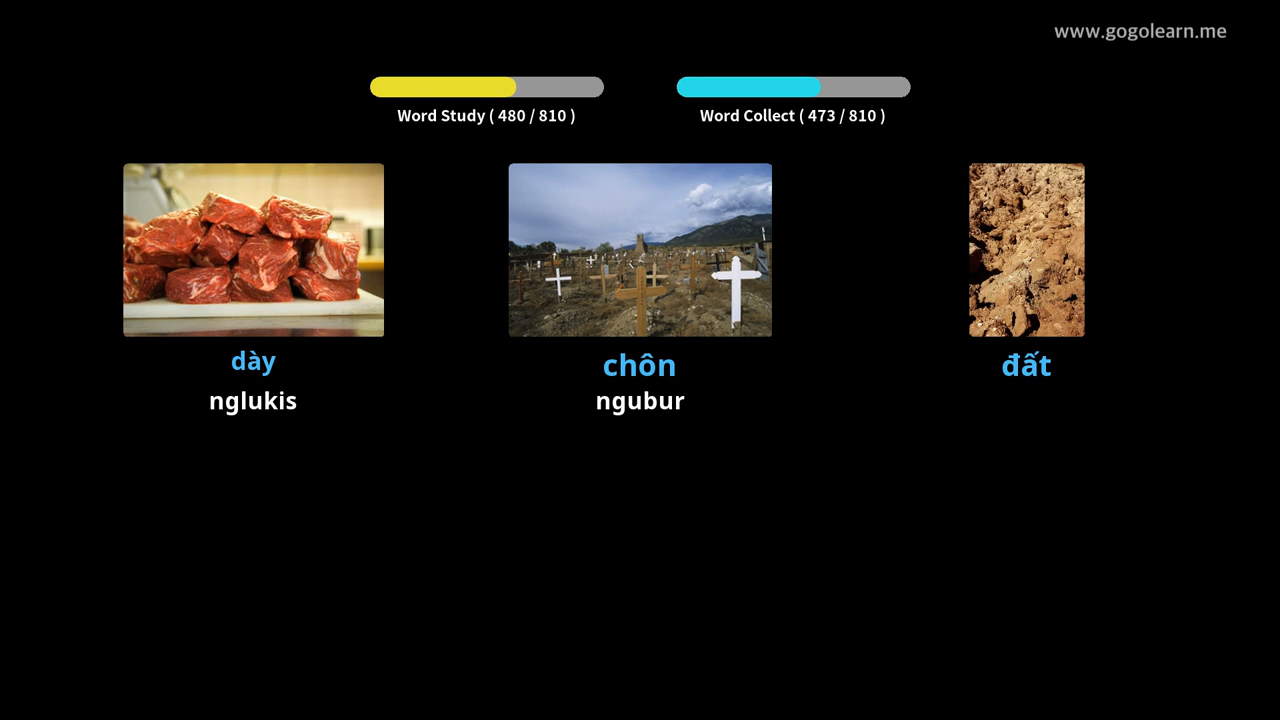 www.gogolearn.me
Word Study ( 480 / 810 )
Word Collect ( 473 / 810 )
dày
nglukis
chôn
ngubur
đất